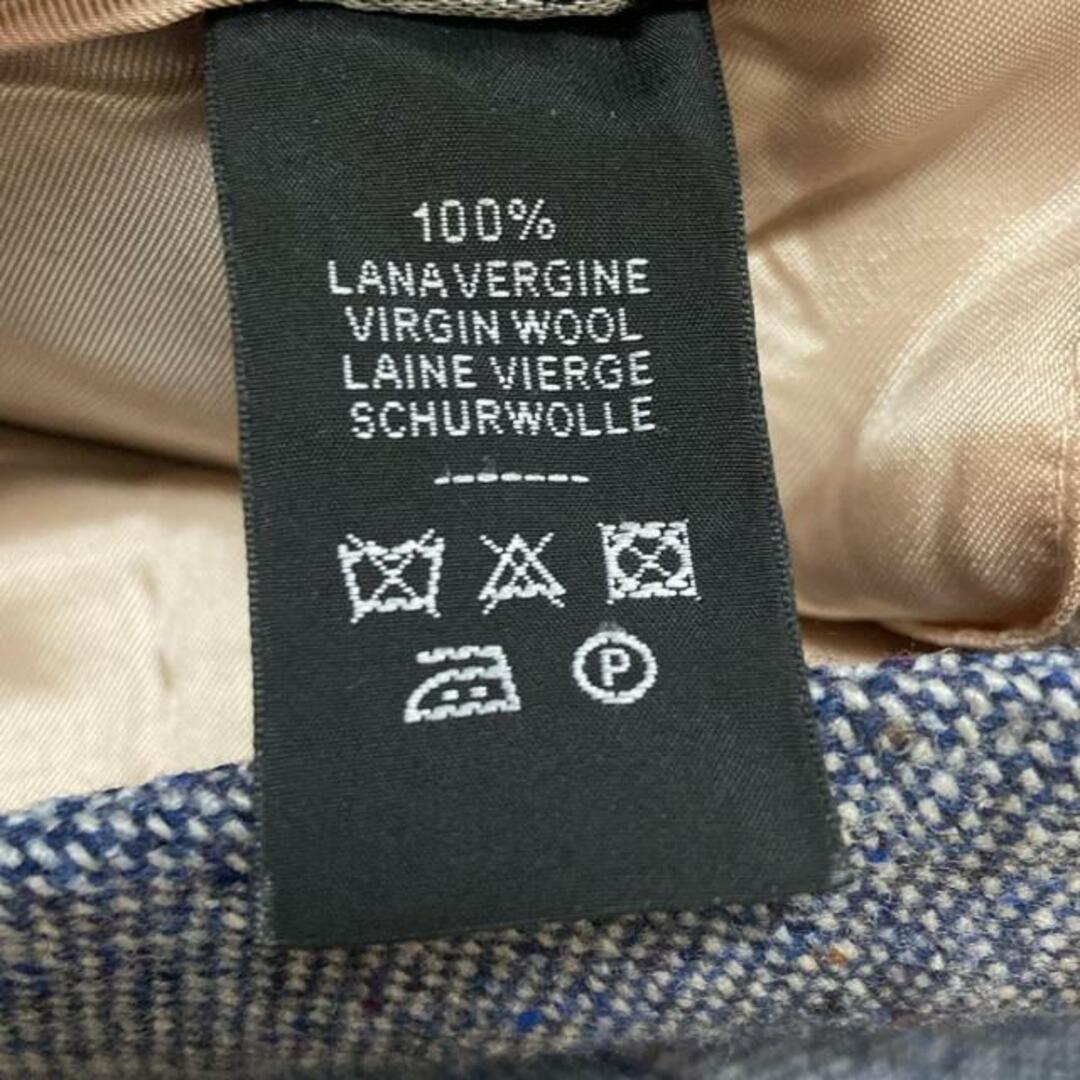 100%
LANA VERGINE
VIRGIN WOOL
LAINE VIERGE
SCHURWOLLE
-------
P